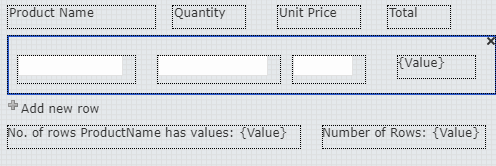 Product Name Quantity Unit Price Total
{Value}
Add new row
No. of rows ProductName has values: {Value} Number of Rows: {Value}